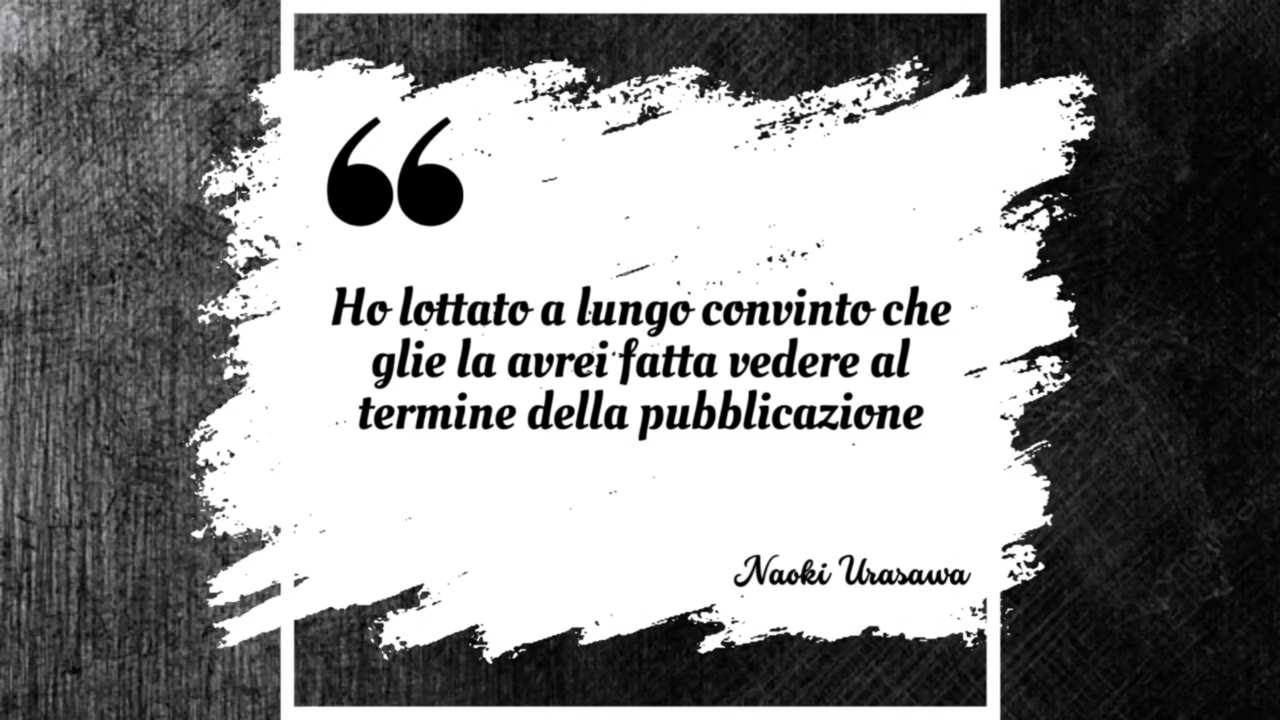 “
Ho lottato a lungo convinto che
glie la avrei fatta vedere al
termine della pubblicazione
Naoki Urasawa